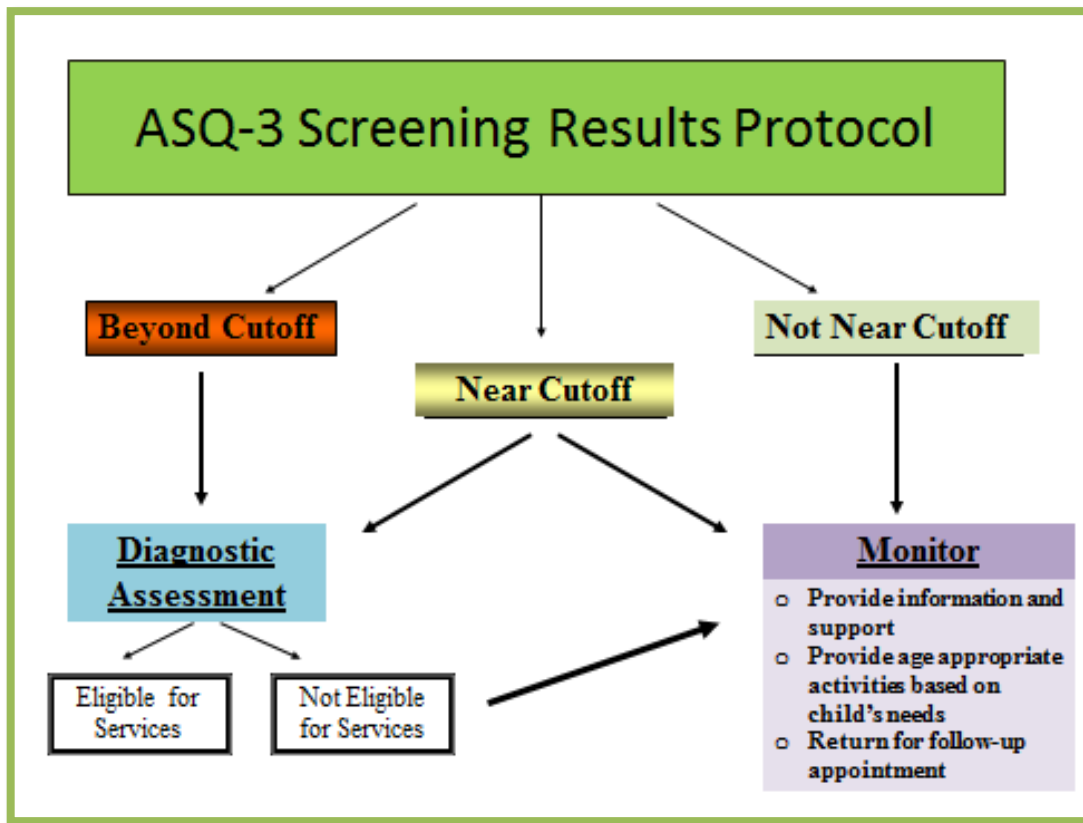 ASQ-3 Screening Results Protocol
Beyond Cutoff
Not Near Cutoff
Near Cutoff
Diagnostic
Assessment
Eligible for
Services
Not Eligible
for Services
Monitor
o Provide information and
support
o Provide age appropriate
activities based on
child's needs
o Return for follow-up
appointment